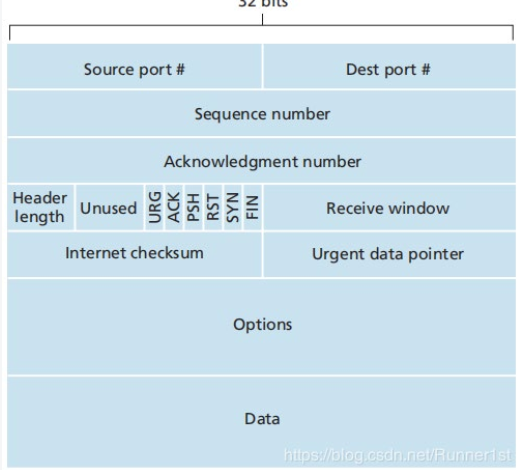 32 bits
Source port #
Dest port #
Sequence number
Acknowledgment number
Header
length
Unused
URG
ACK
PSH
RST
SYN
FIN
Receive window
Internet checksum
Urgent data pointer
Options
Data
https://blog.csdn.net/Runner1st